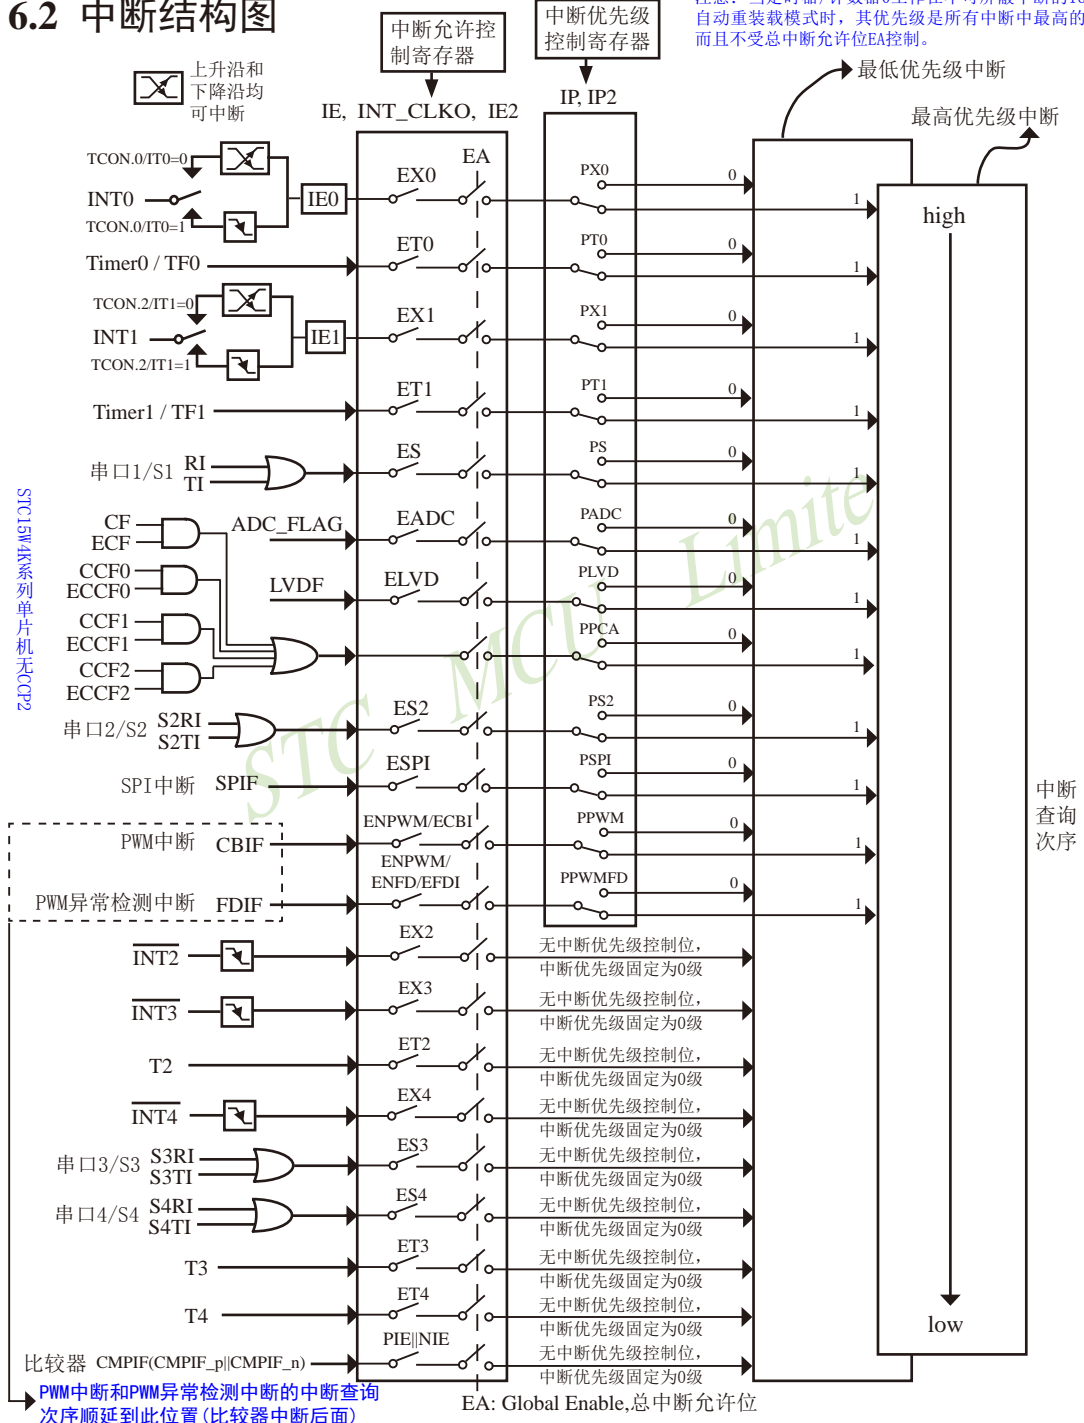 6.2 中断结构图
自动重装载模式时，其优先级是所有中断中最高的
而且不受总中断允许位EA控制。
中断允许控
制寄存器
中断优先级
控制寄存器
上升沿和
下降沿均
可中断
IE, INT_CLKO, IE2
IP, IP2
最低优先级中断
最高优先级中断
EA
high
TCON.0/IT0=0
INT0
TCON.0/IT0=1
IE0
EX0
PX0
0
1
Timer0 / TF0
ET0
PT0
0
1
TCON.2/IT1=0
INT1
TCON.2/IT1=1
IE1
EX1
PX1
0
1
Timer1 / TF1
ET1
PT1
0
1
串口1/S1
RI
TI
ES
PS
0
1
STC15W4K系列单片机无CCP2
CF
ECF
ADC_FLAG
EADC
PADC
0
1
CCF0
ECCF0
LVDF
ELVD
PLVD
0
1
CCF1
ECCF1
CCF2
ECCF2
PPCA
0
1
串口2/S2
S2RI
S2TI
ES2
PS2
0
1
SPI中断
SPIF
ESPI
PSPI
0
1
中断
查询
次序
PWM中断
CBIF
ENPWM/ECBI
PPWM
0
1
PWM异常检测中断
FDIF
ENPWM/
ENFD/EFDI
PPWMFD
0
1
INT2
EX2
无中断优先级控制位，
中断优先级固定为0级
INT3
EX3
无中断优先级控制位，
中断优先级固定为0级
T2
ET2
无中断优先级控制位，
中断优先级固定为0级
INT4
EX4
无中断优先级控制位，
中断优先级固定为0级
串口3/S3
S3RI
S3TI
ES3
无中断优先级控制位，
中断优先级固定为0级
串口4/S4
S4RI
S4TI
ES4
无中断优先级控制位，
中断优先级固定为0级
T3
ET3
无中断优先级控制位，
中断优先级固定为0级
T4
ET4
无中断优先级控制位，
中断优先级固定为0级
low
比较器 CMPIF(CMPIF_p||CMPIF_n)
PIE||NIE
无中断优先级控制位，
中断优先级固定为0级
PWM中断和PWM异常检测中断的中断查询
次序顺延到此位置(比较器中断后面)
EA: Global Enable,总中断允许位
STC MCU Limite